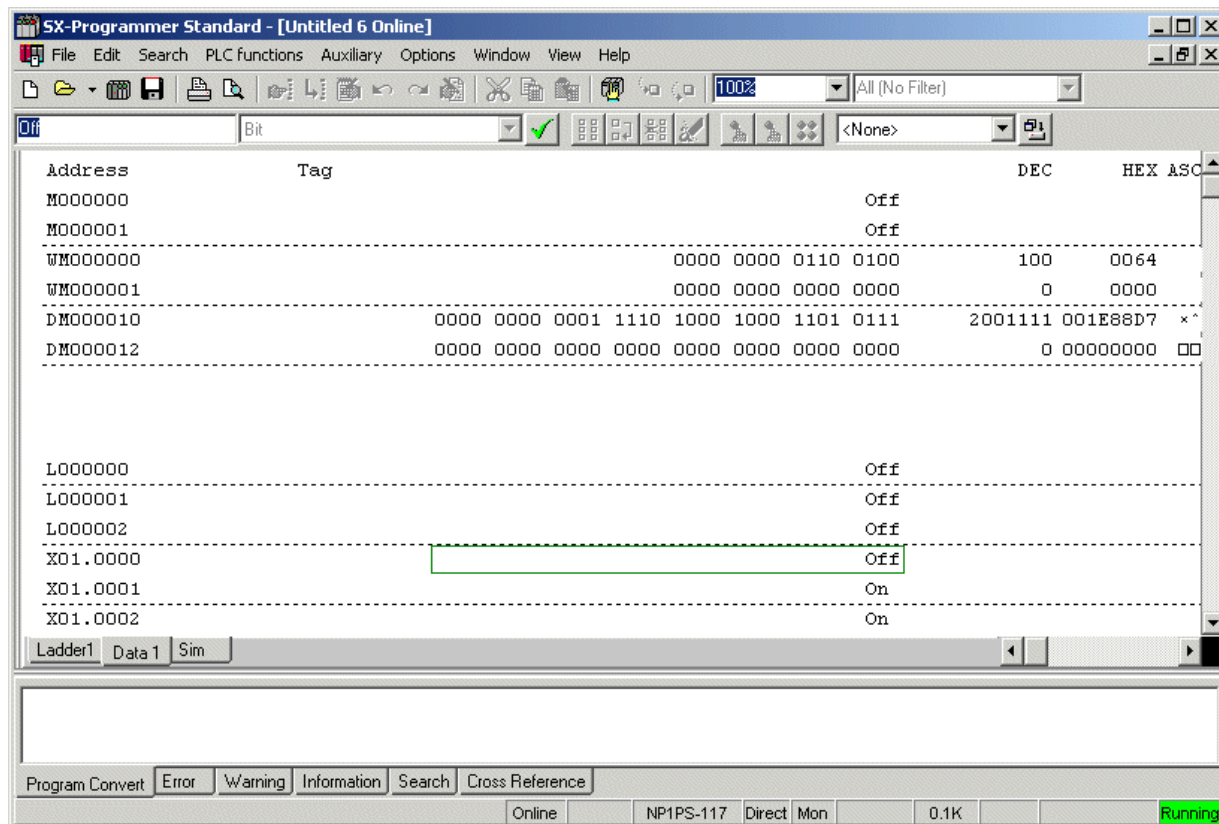 SX-Programmer Standard - [Untitled 6 Online]
File Edit Search PLC functions Auxiliary Options Window View Help
100% All (No Filter)
Off Bit <None>
Address Tag DEC HEX ASC
M000000 Off
M000001 Off
WM000000 0000 0000 0110 0100 100 0064
WM000001 0000 0000 0000 0000 0 0000
DM000010 0000 0000 0001 1110 1000 1000 1101 0111 2001111 001E88D7 ×^
DM000012 0000 0000 0000 0000 0000 0000 0000 0000 0 00000000 □□
L000000 Off
L000001 Off
L000002 Off
X01.0000 Off
X01.0001 On
X01.0002 On
Ladder1 Data 1 Sim
Program Convert Error Warning Information Search Cross Reference
Online NP1PS-117 Direct Mon 0.1K Running